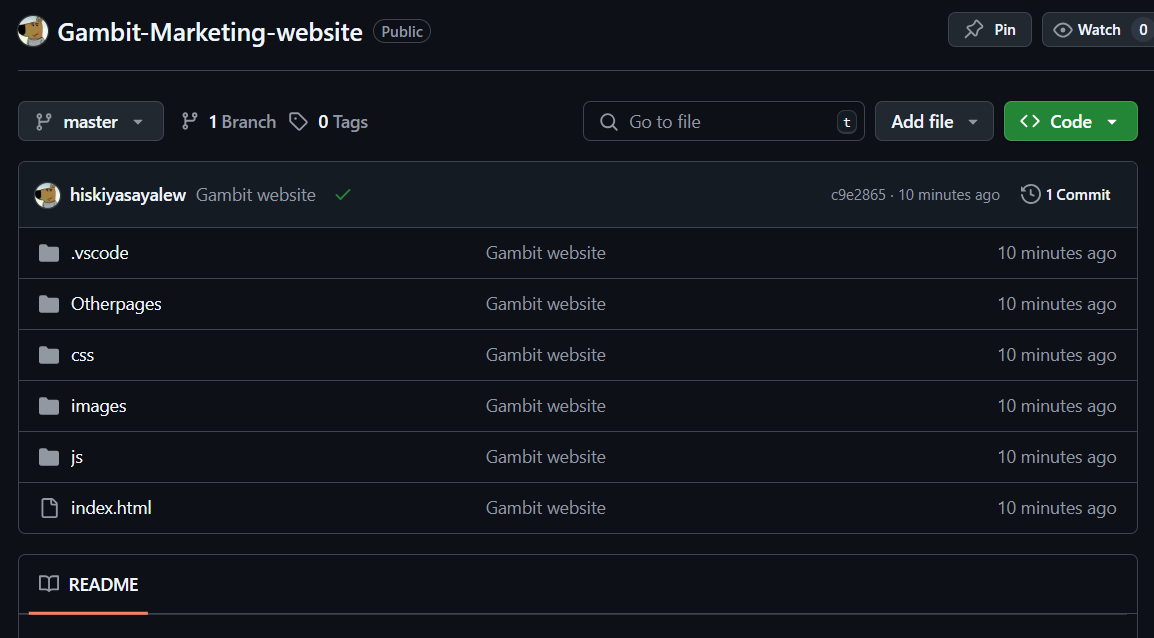 Gambit-Marketing-website Public Pin Watch 0
master 1 Branch 0 Tags Go to file t Add file Code
hiskiyasayalew Gambit website c9e2865 · 10 minutes ago 1 Commit
.vscode Gambit website 10 minutes ago
Otherpages Gambit website 10 minutes ago
css Gambit website 10 minutes ago
images Gambit website 10 minutes ago
js Gambit website 10 minutes ago
index.html Gambit website 10 minutes ago
README